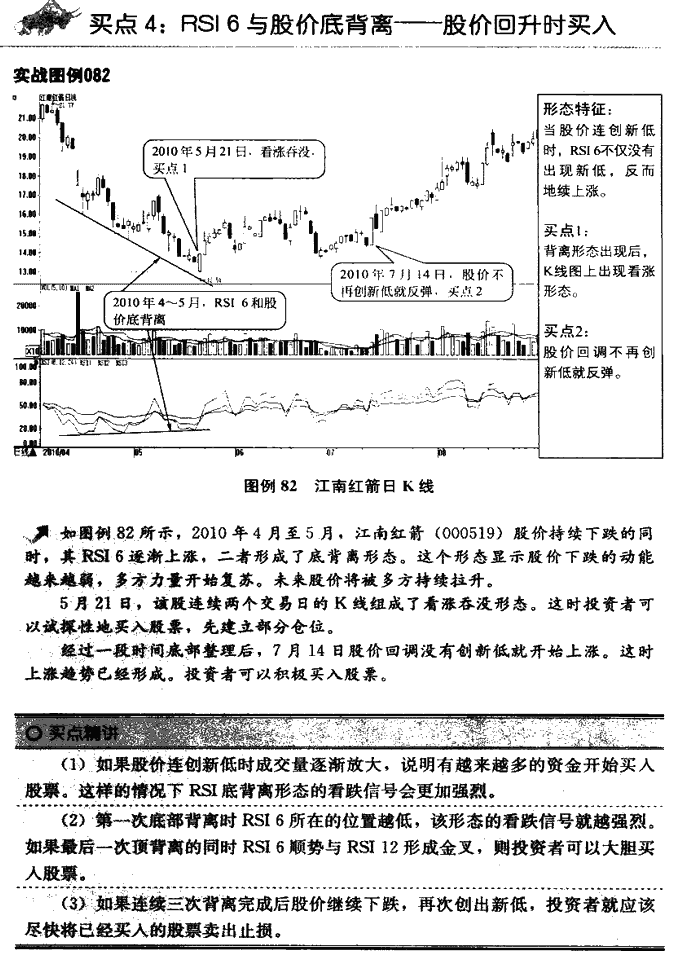 买点 4：RSI 6 与股价底背离——股价回升时买入
实战图例082
江南红箭日线
21.00
20.00
19.00
18.00
17.00
16.00
15.00
14.00
13.00
2010 年 5 月 21 日，看涨吞没，
买点 1
2010 年 7 月 14 日，股价不
再创新低就反弹，买点 2
2010 年 4～5 月，RSI 6 和股
价底背离
VOL(5,10) MA1 MA2
20000
10000
X10
100.00
80.00
50.00
20.00
0.00
日线 2010/04 05 06 07 08
形态特征：
当股价连创新低
时，RSI 6不仅没有
出现新低，反而
地续上涨。
买点1：
背离形态出现后，
K线图上出现看涨
形态。
买点2：
股价回调不再创
新低就反弹。
图例 82 江南红箭日 K 线
如图例 82 所示，2010 年 4 月至 5 月，江南红箭（000519）股价持续下跌的同
时，其 RSI 6 逐渐上涨，二者形成了底背离形态。这个形态显示股价下跌的动能
越来越弱，多方力量开始复苏。未来股价将被多方持续拉升。
5 月 21 日，该股连续两个交易日的 K 线组成了看涨吞没形态。这时投资者可
以试探性地买入股票，先建立部分仓位。
经过一段时间底部整理后，7 月 14 日股价回调没有创新低就开始上涨。这时
上涨趋势已经形成。投资者可以积极买入股票。
买点精讲
（1）如果股价连创新低时成交量逐渐放大，说明有越来越多的资金开始买入
股票。这样的情况下 RSI 底背离形态的看跌信号会更加强烈。
（2）第一次底部背离时 RSI 6 所在的位置越低，该形态的看跌信号就越强烈。
如果最后一次顶背离的同时 RSI 6 顺势与 RSI 12 形成金叉，则投资者可以大胆买
入股票。
（3）如果连续三次背离完成后股价继续下跌，再次创出新低，投资者就应该
尽快将已经买入的股票卖出止损。